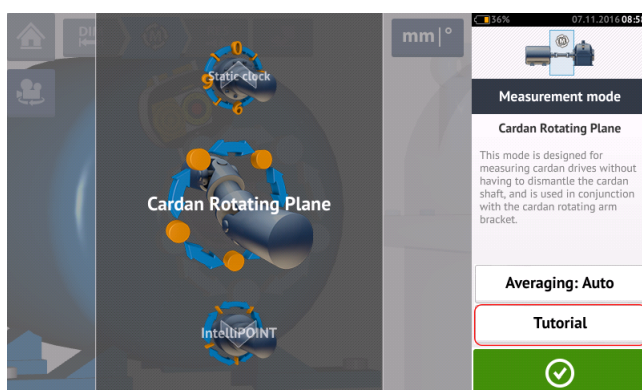 36% 07.11.2016 08:5
DIM
M
mm|°
M
0
9
6
Static clock
Cardan Rotating Plane
IntelliPOINT
Measurement mode
Cardan Rotating Plane
This mode is designed for
measuring cardan drives without
having to dismantle the cardan
shaft, and is used in conjunction
with the cardan rotating arm
bracket.
Averaging: Auto
Tutorial